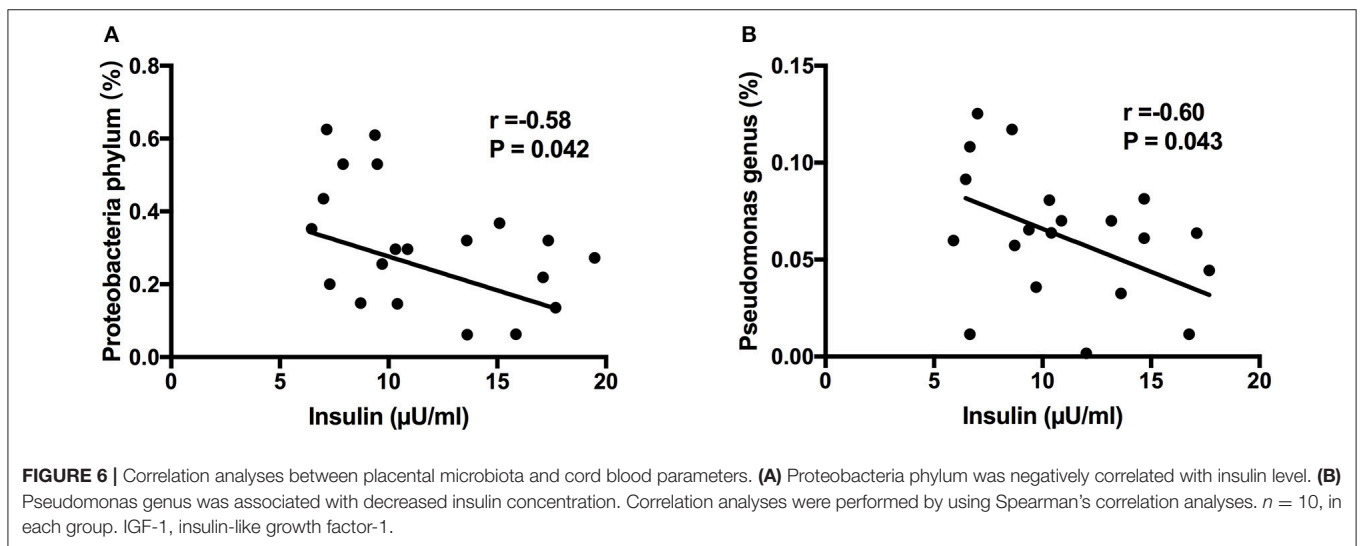 A
Proteobacteria phylum (%)
0.8
0.6
0.4
0.2
0.0
0 5 10 15 20
Insulin (µU/ml)
r =-0.58
P = 0.042
B
Pseudomonas genus (%)
0.15
0.10
0.05
0.00
0 5 10 15 20
Insulin (µU/ml)
r =-0.60
P = 0.043
FIGURE 6 | Correlation analyses between placental microbiota and cord blood parameters. (A) Proteobacteria phylum was negatively correlated with insulin level. (B)
Pseudomonas genus was associated with decreased insulin concentration. Correlation analyses were performed by using Spearman's correlation analyses. n = 10, in
each group. IGF-1, insulin-like growth factor-1.